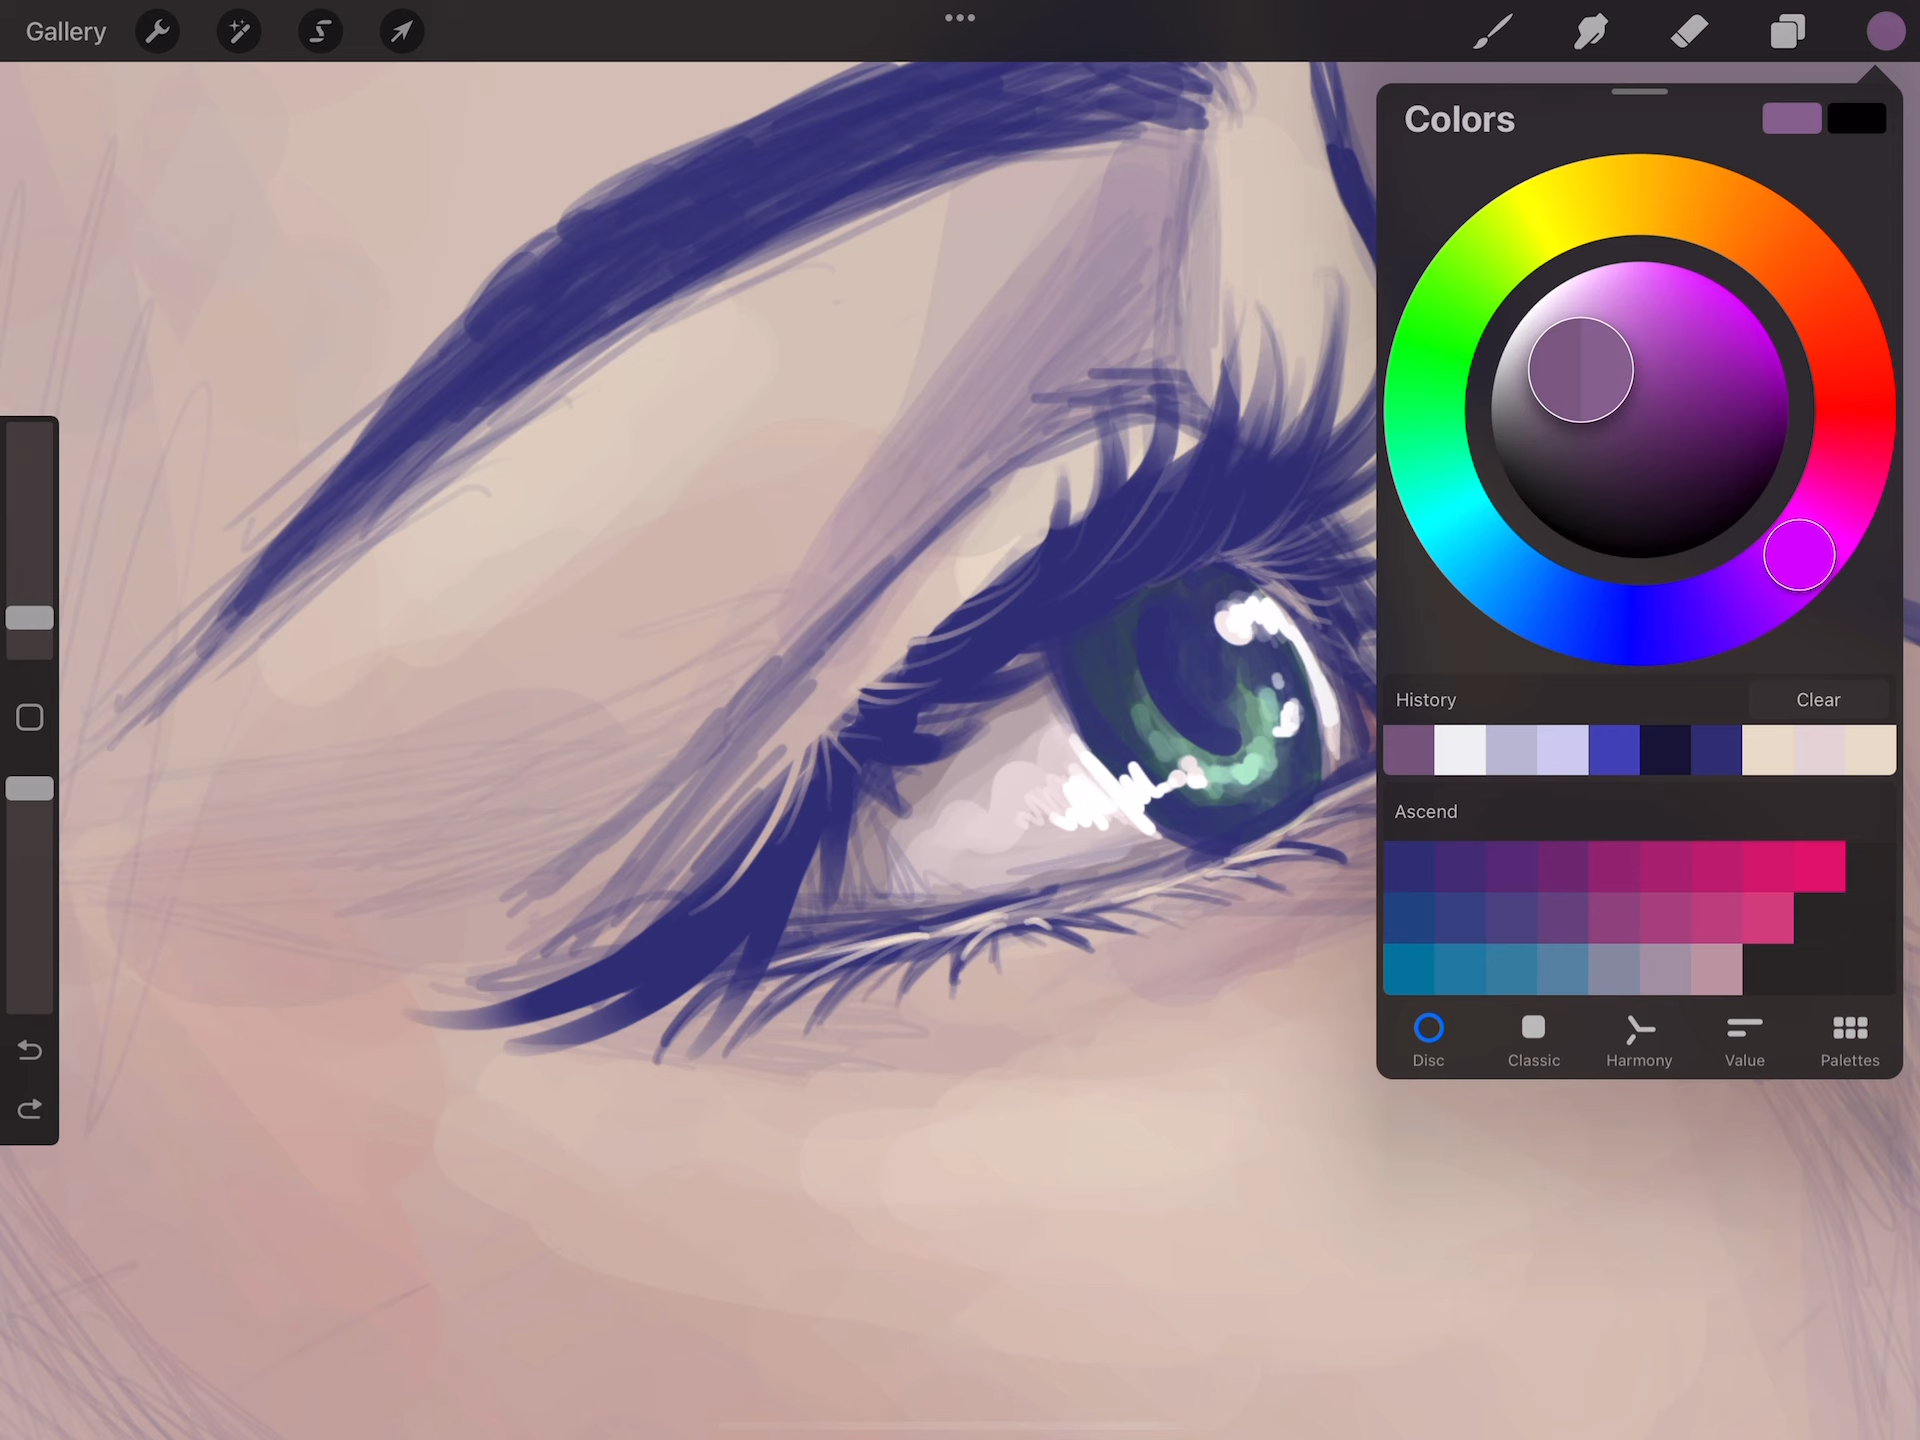 Gallery
Colors
History Clear
Ascend
Disc Classic Harmony Value Palettes